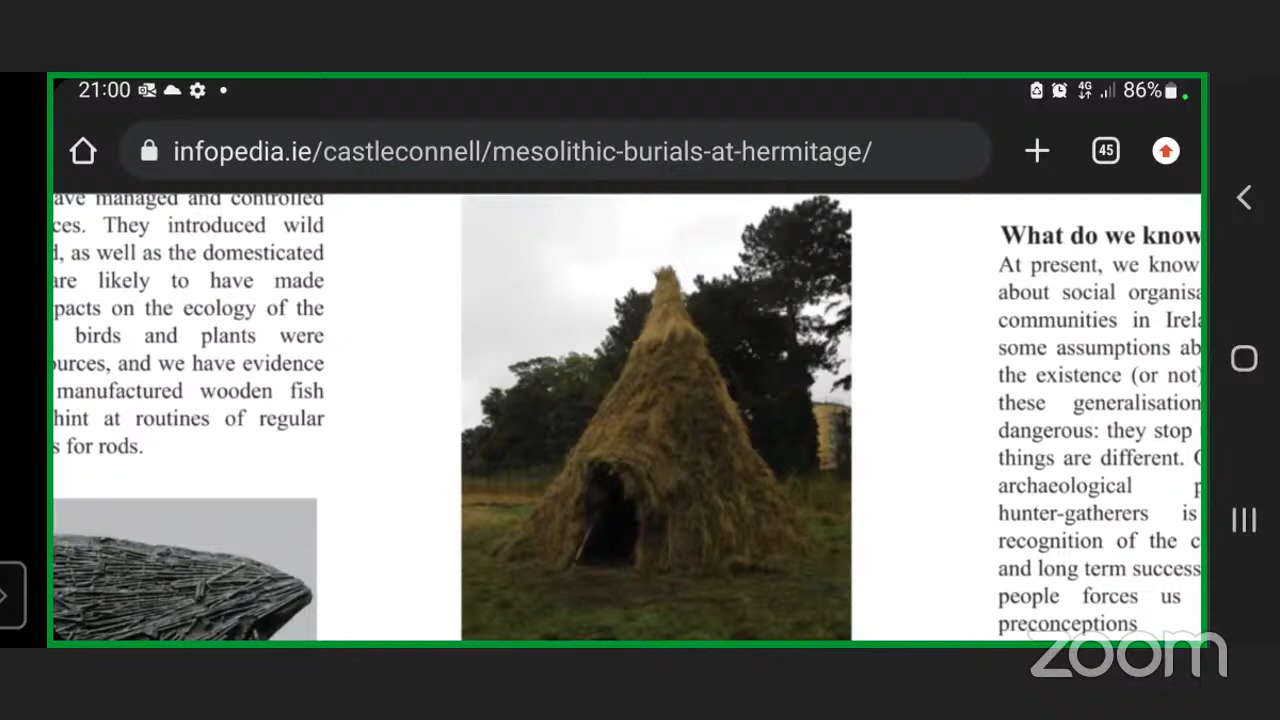 21:00
4G
86%
infopedia.ie/castleconnell/mesolithic-burials-at-hermitage/
45
ave managed and controlled
ces. They introduced wild
d, as well as the domesticated
are likely to have made
pacts on the ecology of the
birds and plants were
ources, and we have evidence
manufactured wooden fish
hint at routines of regular
s for rods.
What do we know
At present, we know
about social organisa
communities in Irela
some assumptions ab
the existence (or not)
these generalisation
dangerous: they stop
things are different. C
archaeological p
hunter-gatherers is
recognition of the c
and long term success
people forces us
preconceptions
zoom